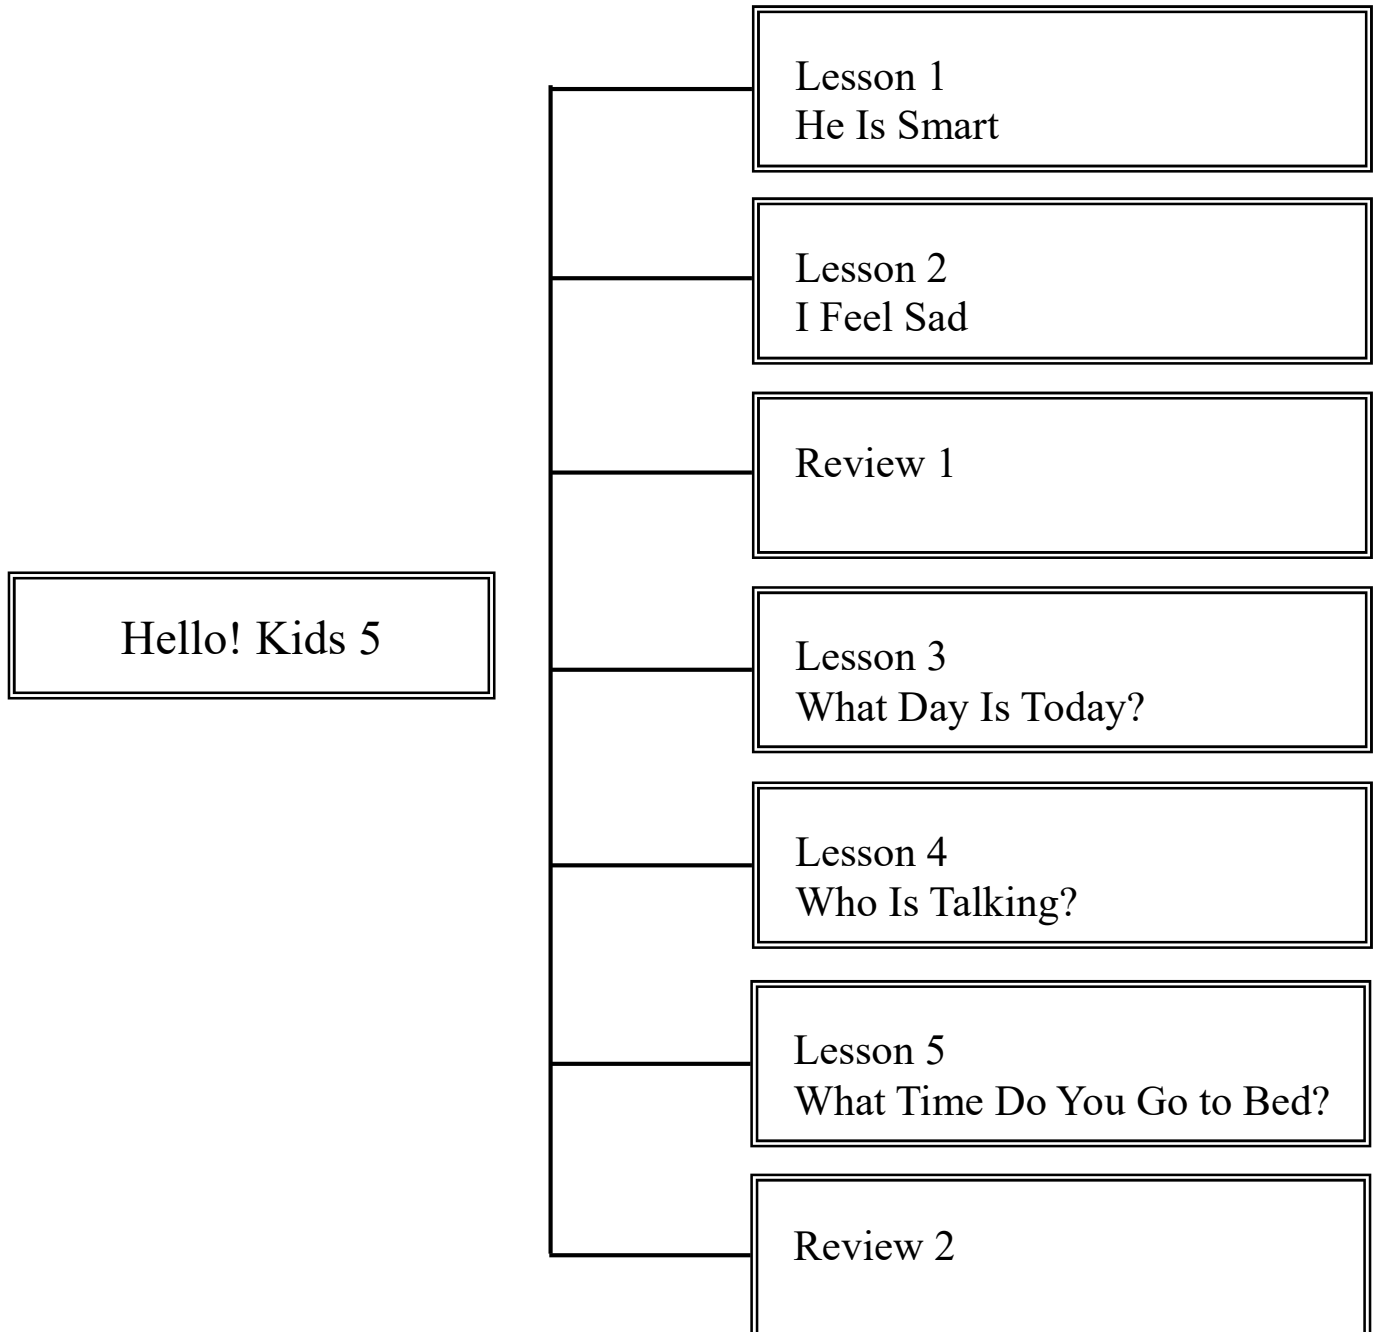 Hello! Kids 5
Lesson 1
He Is Smart
Lesson 2
I Feel Sad
Review 1
Lesson 3
What Day Is Today?
Lesson 4
Who Is Talking?
Lesson 5
What Time Do You Go to Bed?
Review 2